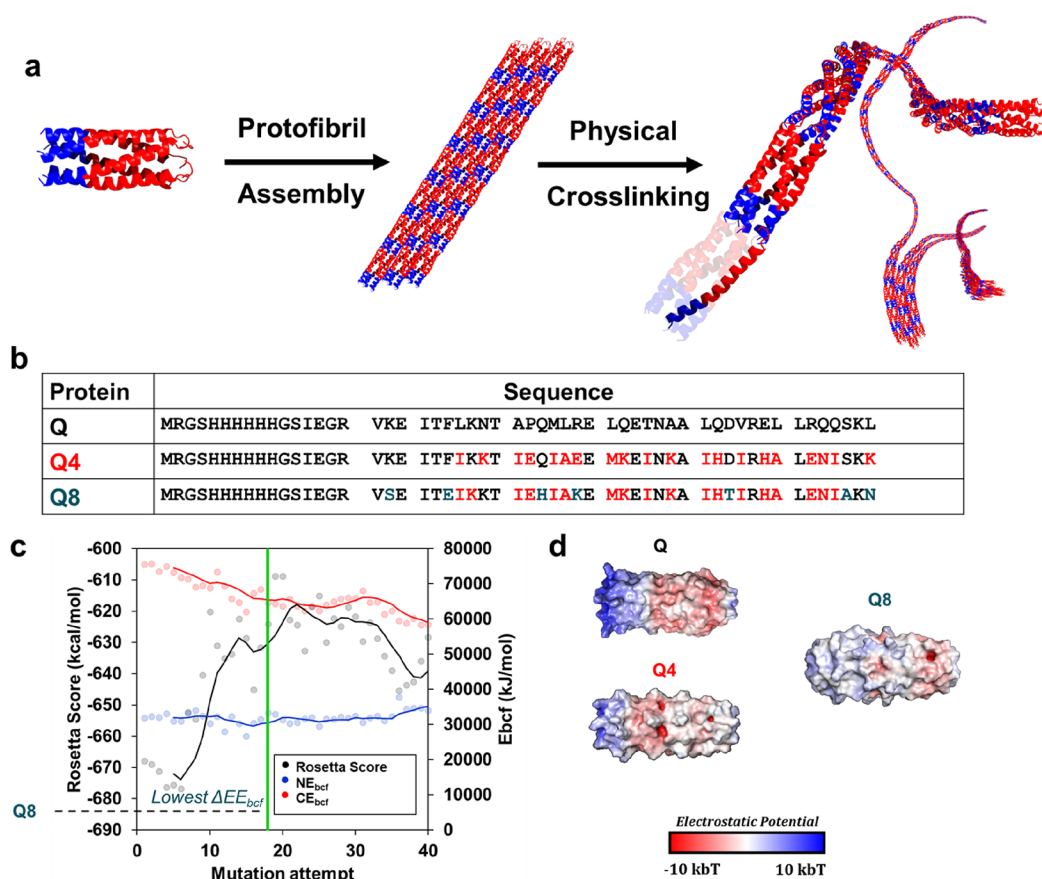 a
Protofibril
Assembly
Physical
Crosslinking
b
Protein Sequence
Q MRGSHHHHHHGSIEGR VKE ITFLKNT APQMLRE LQETNAA LQDVREL LRQQSKL
Q4 MRGSHHHHHHGSIEGR VKE ITFIKKT IEQIAEE MKEINKA IHDIRHA LENISKK
Q8 MRGSHHHHHHGSIEGR VSE ITEIKKT IEHIAKE MKEINKA IHTIRHA LENIAKN
c
Rosetta Score (kcal/mol)
-600
-610
-620
-630
-640
-650
-660
-670
-680
-690
80000
70000
60000
50000
40000
30000
20000
10000
0
Ebcf (kJ/mol)
Rosetta Score
NEbcf
CEbcf
Lowest ΔEEbcf
Q8
0 10 20 30 40
Mutation attempt
d
Q
Q4
Q8
Electrostatic Potential
-10 kbT 10 kbT